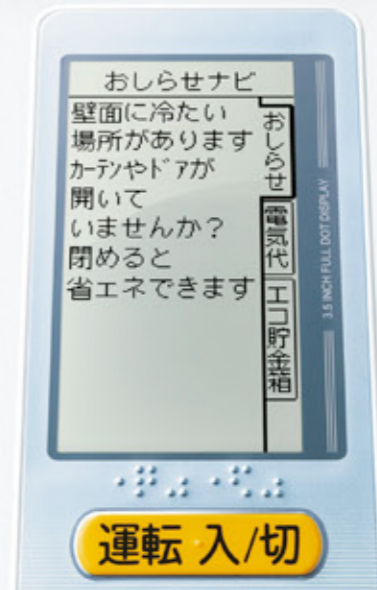 おしらせナビ
壁面に冷たい
場所があります
ｶｰﾃﾝやﾄﾞｱが
開いて
いませんか？
閉めると
省エネできます
おしらせ
電気代
エコ貯金箱
3.5 INCH FULL DOT DISPLAY
運転 入/切